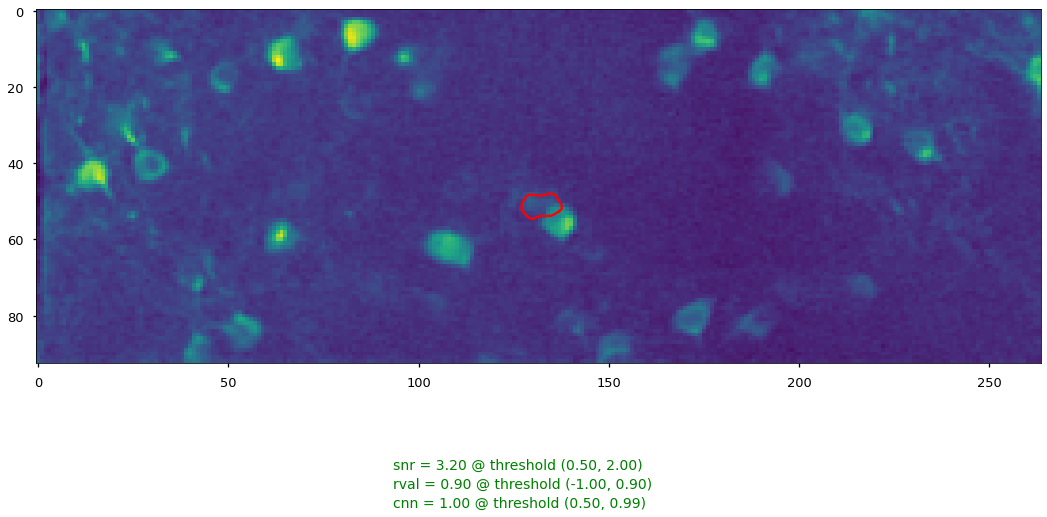 0
20
40
60
80
0 50 100 150 200 250
snr = 3.20 @ threshold (0.50, 2.00)
rval = 0.90 @ threshold (-1.00, 0.90)
cnn = 1.00 @ threshold (0.50, 0.99)